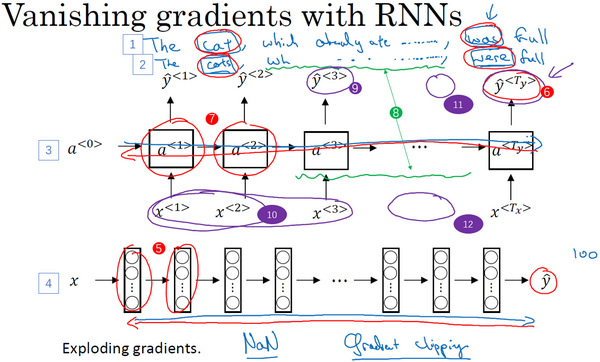 Vanishing gradients with RNNs
1 The cat, which already ate ........, was full
2 The cats, wh ... ........, were full
ŷ<1> ŷ<2> ŷ<3> 9 11 ŷ<Ty> 6
7 8
3 a<0> a<1> a<2> a<3> ... a<Ty>
x<1> x<2> 10 x<3> 12 x<Tx>
5 100
4 x ... ŷ
Exploding gradients. NaN Gradient clipping